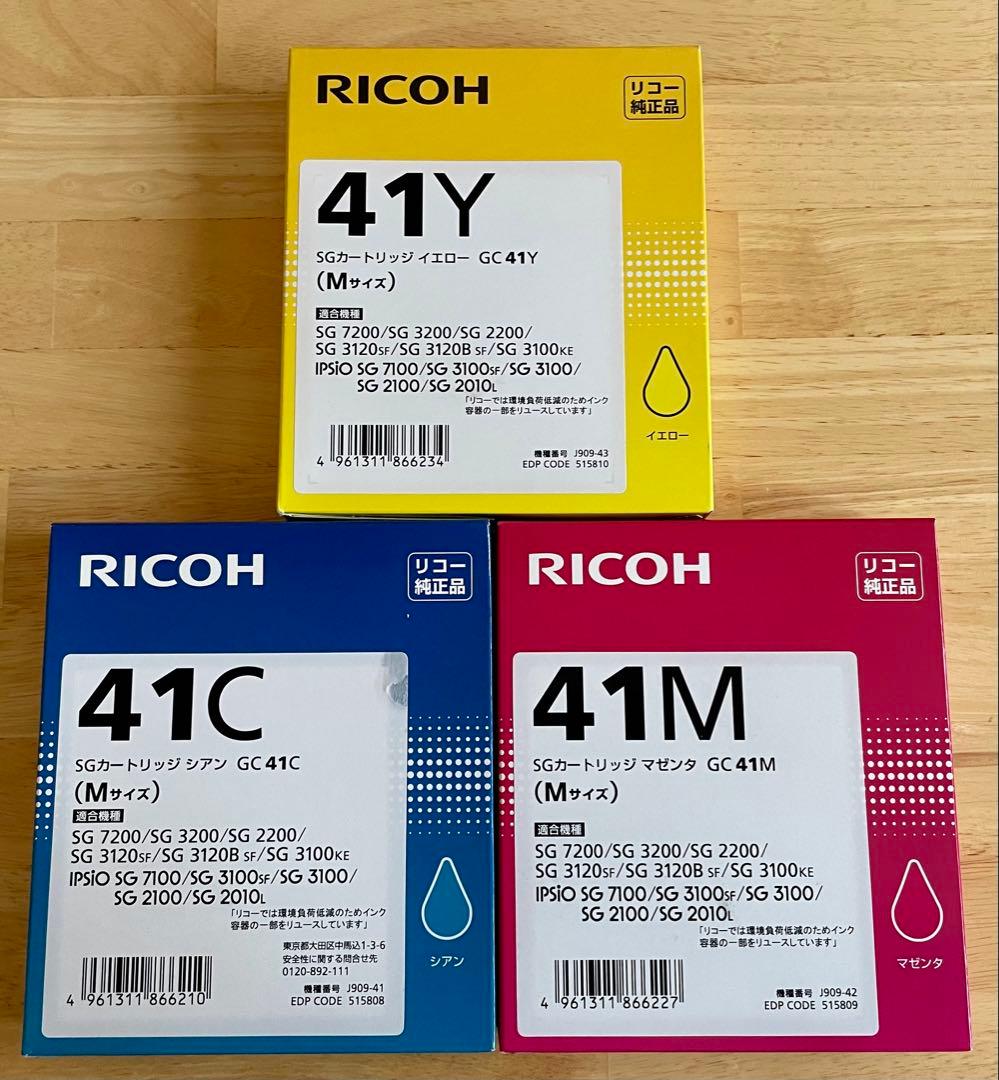 RICOH
リコー
純正品
41Y
SGカートリッジ イエロー GC 41Y
(Mサイズ)
適合機種
SG 7200/SG 3200/SG 2200/
SG 3120SF/SG 3120B SF/SG 3100KE
IPSiO SG 7100/SG 3100SF/SG 3100/
SG 2100/SG 2010L
「リコーでは環境負荷低減のためインク
容器の一部をリユースしています」
イエロー
4 961311 866234
機種番号 J909-43
EDP CODE 515810
RICOH
リコー
純正品
41C
SGカートリッジ シアン GC 41C
(Mサイズ)
適合機種
SG 7200/SG 3200/SG 2200/
SG 3120SF/SG 3120B SF/SG 3100KE
IPSiO SG 7100/SG 3100SF/SG 3100/
SG 2100/SG 2010L
「リコーでは環境負荷低減のためインク
容器の一部をリユースしています」
東京都大田区中馬込1-3-6
安全性に関する問合せ先
0120-892-111
シアン
4 961311 866210
機種番号 J909-41
EDP CODE 515808
RICOH
リコー
純正品
41M
SGカートリッジ マゼンタ GC 41M
(Mサイズ)
適合機種
SG 7200/SG 3200/SG 2200/
SG 3120SF/SG 3120B SF/SG 3100KE
IPSiO SG 7100/SG 3100SF/SG 3100/
SG 2100/SG 2010L
「リコーでは環境負荷低減のためインク
容器の一部をリユースしています」
マゼンタ
4 961311 866227
機種番号 J909-42
EDP CODE 515809